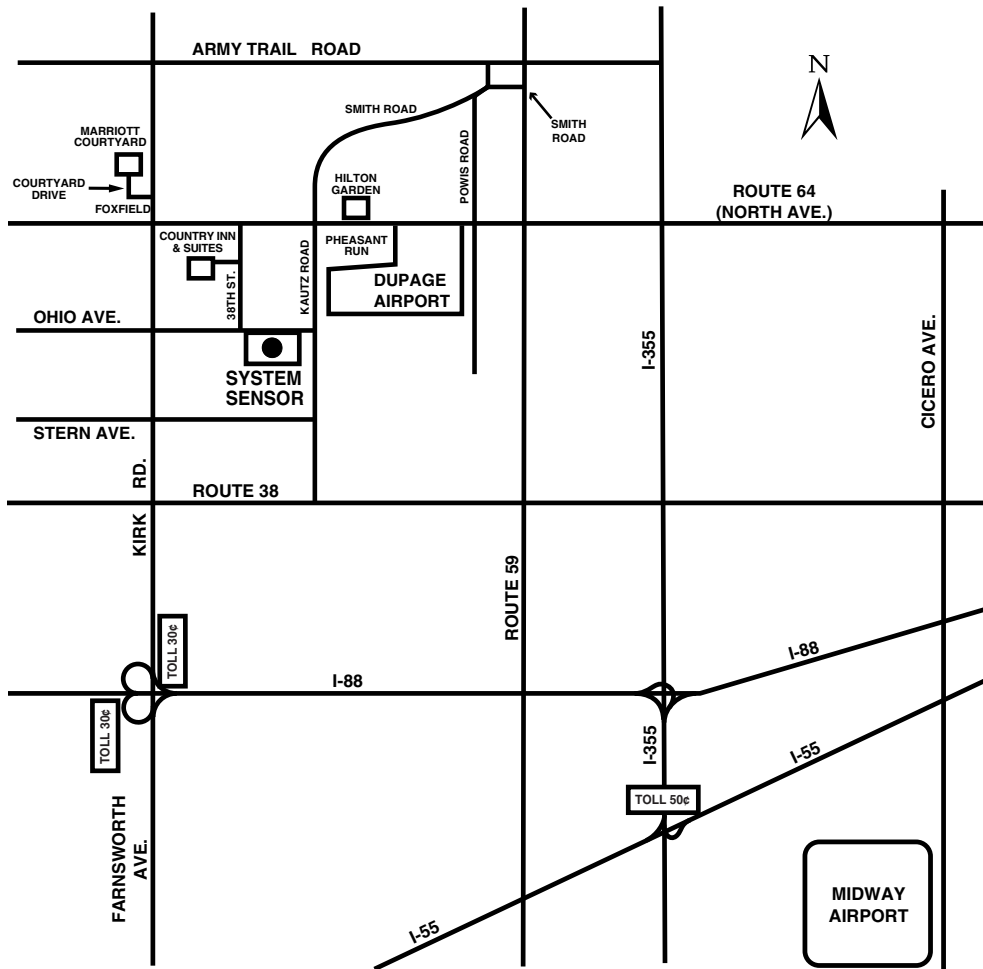 ARMY TRAIL ROAD
N
SMITH ROAD
SMITH
ROAD
MARRIOTT
COURTYARD
POWIS ROAD
COURTYARD
DRIVE
HILTON
GARDEN
ROUTE 64
(NORTH AVE.)
FOXFIELD
COUNTRY INN
& SUITES
KAUTZ ROAD
PHEASANT
RUN
38TH ST.
DUPAGE
AIRPORT
OHIO AVE.
I-355
CICERO AVE.
SYSTEM
SENSOR
STERN AVE.
RD.
ROUTE 38
KIRK
ROUTE 59
TOLL 30¢
I-88
I-88
TOLL 30¢
I-355
I-55
TOLL 50¢
FARNSWORTH
AVE.
MIDWAY
AIRPORT
I-55